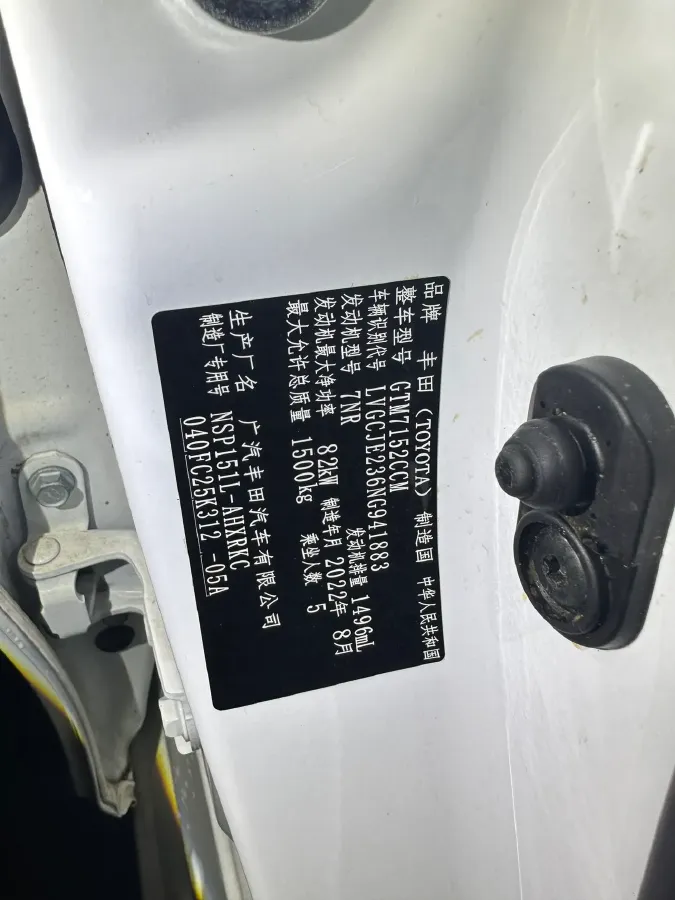 品牌 丰田(TOYOTA) 制造国 中华人民共和国
整车型号 GTM7152CCM
车辆识别代号 LVGCJE236NG941883
发动机型号 7NR 发动机排量 1496mL
发动机最大净功率 82kW 制造年月 2022年 8月
最大允许总质量 1500kg 乘坐人数 5
生产厂名 广汽丰田汽车有限公司
制造厂专用号 NSP151L-AHXRKC
040FC25K312 -05A